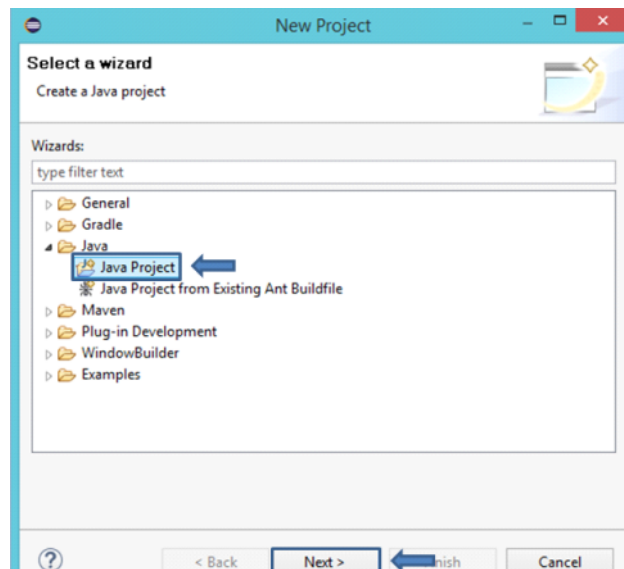 New Project
Select a wizard
Create a Java project
Wizards:
type filter text
General
Gradle
Java
Java Project
Java Project from Existing Ant Buildfile
Maven
Plug-in Development
WindowBuilder
Examples
< Back Next > Cancel